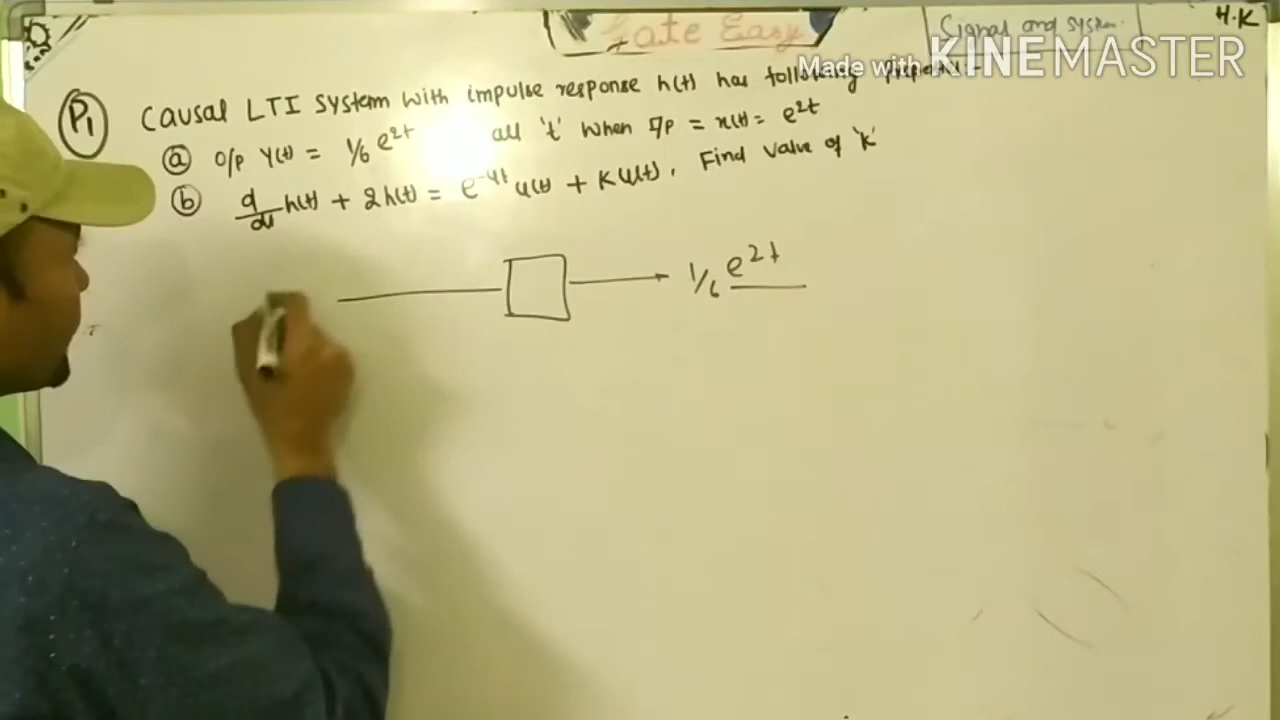 Gate Easy
Signal and system
H.K
Made with KINEMASTER
P1 Causal LTI System with impulse response h(t) has following
ⓐ O/p y(t) = 1/6 e^2t all 't' when I/P = x(t) = e^2t
ⓑ d/dt h(t) + 2h(t) = e^-4t u(t) + K u(t), Find value of 'K'
1/6 e^2t